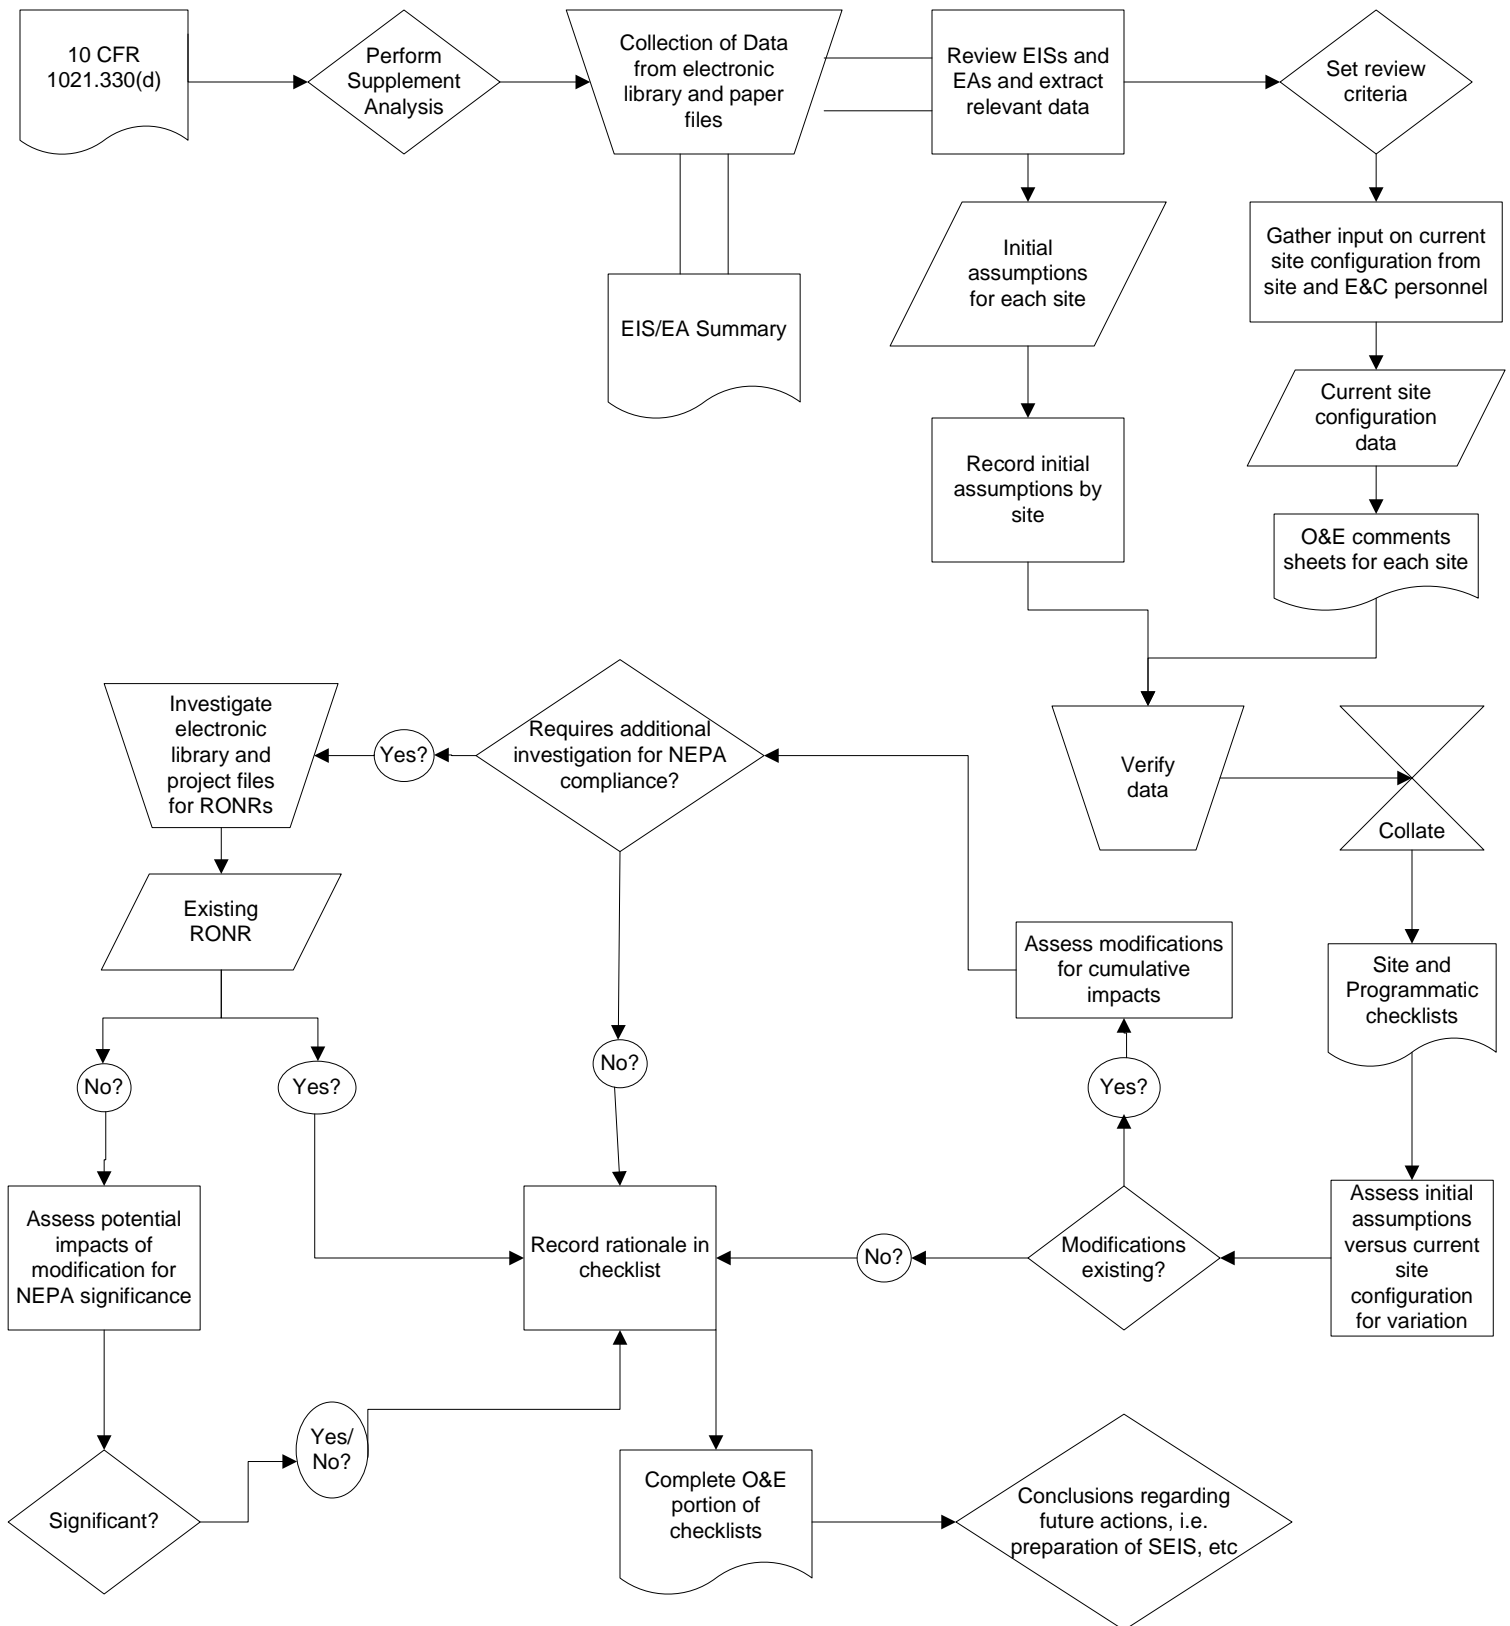 10 CFR
1021.330(d)
Perform
Supplement
Analysis
Collection of Data
from electronic
library and paper
files
Review EISs and
EAs and extract
relevant data
Set review
criteria
EIS/EA Summary
Initial
assumptions
for each site
Gather input on current
site configuration from
site and E&C personnel
Current site
configuration
data
Record initial
assumptions by
site
O&E comments
sheets for each site
Investigate
electronic
library and
project files
for RONRs
Yes?
Requires additional
investigation for NEPA
compliance?
Verify
data
Collate
Existing
RONR
Assess modifications
for cumulative
impacts
Site and
Programmatic
checklists
No?
Yes?
No?
Yes?
Assess potential
impacts of
modification for
NEPA significance
Record rationale in
checklist
No?
Modifications
existing?
Assess initial
assumptions
versus current
site
configuration
for variation
Significant?
Yes/
No?
Complete O&E
portion of
checklists
Conclusions regarding
future actions, i.e.
preparation of SEIS, etc